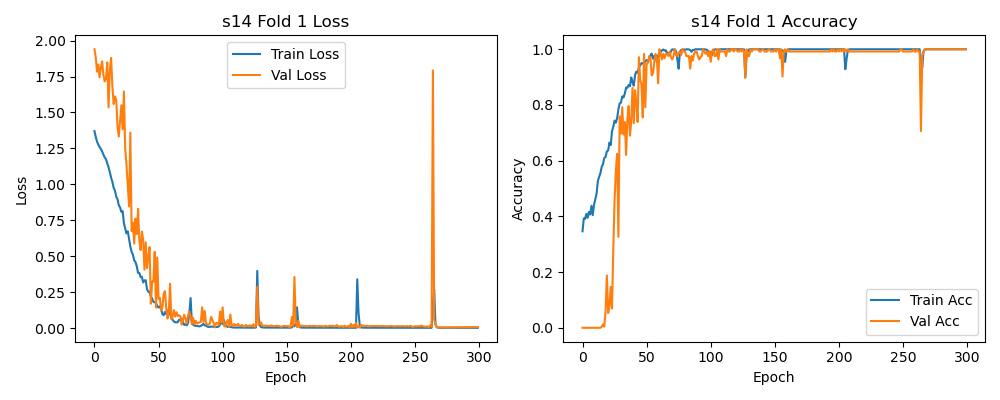 s14 Fold 1 Loss
Train Loss
Val Loss
2.00
1.75
1.50
1.25
1.00
0.75
0.50
0.25
0.00
Loss
0 50 100 150 200 250 300
Epoch
s14 Fold 1 Accuracy
1.0
0.8
0.6
0.4
0.2
0.0
Accuracy
Train Acc
Val Acc
0 50 100 150 200 250 300
Epoch